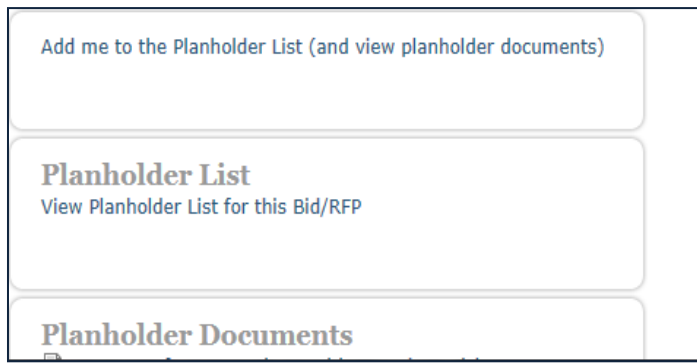 Add me to the Planholder List (and view planholder documents)
Planholder List
View Planholder List for this Bid/RFP
Planholder Documents